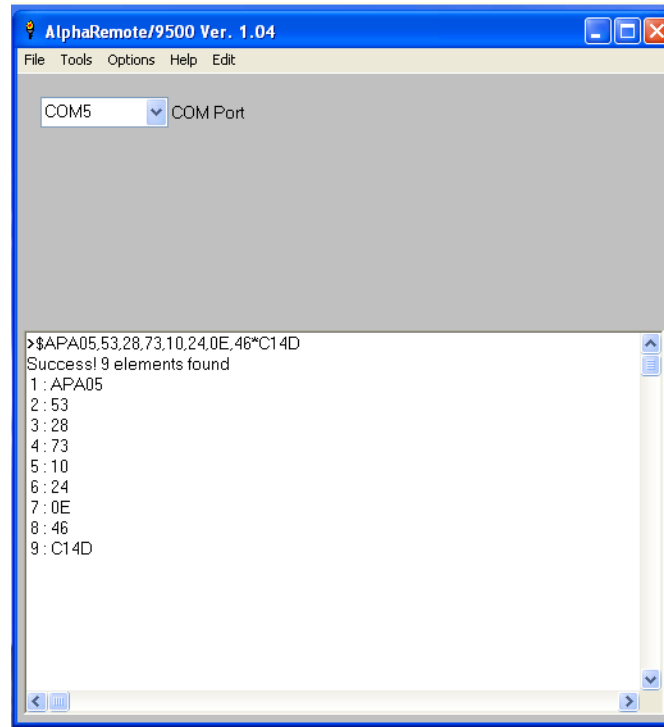 AlphaRemote/9500 Ver. 1.04
File Tools Options Help Edit
COM5 COM Port
>$APA05,53,28,73,10,24,0E,46*C14D
Success! 9 elements found
1 : APA05
2 : 53
3 : 28
4 : 73
5 : 10
6 : 24
7 : 0E
8 : 46
9 : C14D